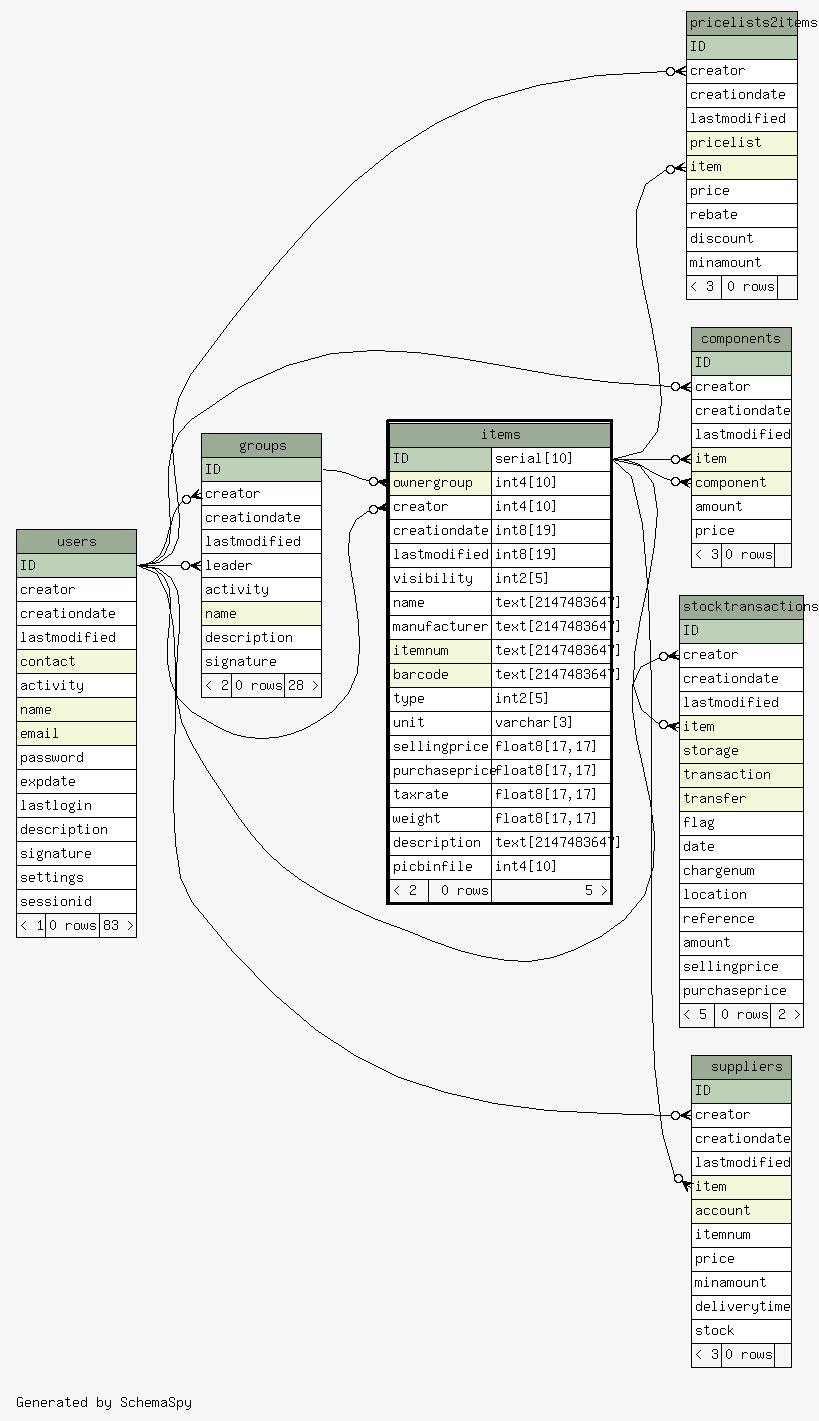 pricelists2items
ID
creator
creationdate
lastmodified
pricelist
item
price
rebate
discount
minamount
< 3 0 rows
components
ID
creator
creationdate
lastmodified
item
component
amount
price
< 3 0 rows
groups
ID
creator
creationdate
lastmodified
leader
activity
name
description
signature
< 2 0 rows 28 >
items
ID serial[10]
ownergroup int4[10]
creator int4[10]
creationdate int8[19]
lastmodified int8[19]
visibility int2[5]
name text[2147483647]
manufacturer text[2147483647]
itemnum text[2147483647]
barcode text[2147483647]
type int2[5]
unit varchar[3]
sellingprice float8[17,17]
purchaseprice float8[17,17]
taxrate float8[17,17]
weight float8[17,17]
description text[2147483647]
picbinfile int4[10]
< 2 0 rows 5 >
users
ID
creator
creationdate
lastmodified
contact
activity
name
email
password
expdate
lastlogin
description
signature
settings
sessionid
< 1 0 rows 83 >
stocktransactions
ID
creator
creationdate
lastmodified
item
storage
transaction
transfer
flag
date
chargenum
location
reference
amount
sellingprice
purchaseprice
< 5 0 rows 2 >
suppliers
ID
creator
creationdate
lastmodified
item
account
itemnum
price
minamount
deliverytime
stock
< 3 0 rows
Generated by SchemaSpy